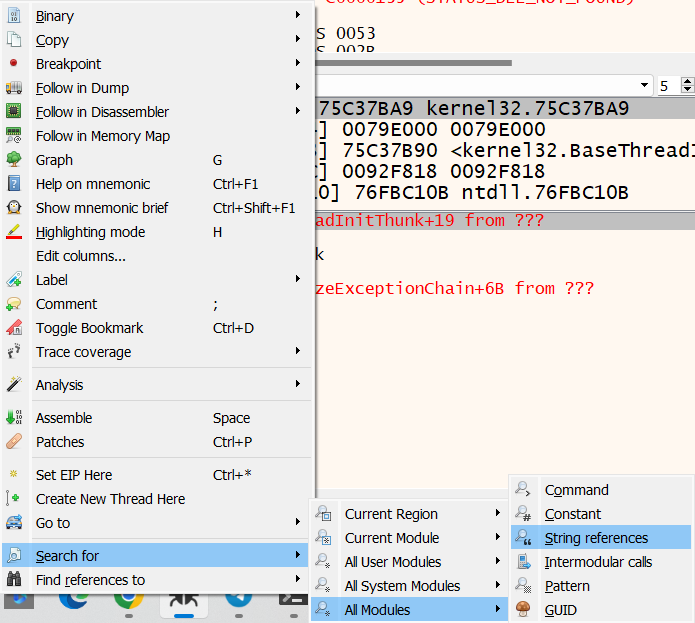 Binary
Copy
Breakpoint
Follow in Dump
Follow in Disassembler
Follow in Memory Map
Graph G
Help on mnemonic Ctrl+F1
Show mnemonic brief Ctrl+Shift+F1
Highlighting mode H
Edit columns...
Label
Comment ;
Toggle Bookmark Ctrl+D
Trace coverage
Analysis
Assemble Space
Patches Ctrl+P
Set EIP Here Ctrl+*
Create New Thread Here
Go to
Search for
Find references to
Current Region
Current Module
All User Modules
All System Modules
All Modules
Command
Constant
String references
Intermodular calls
Pattern
GUID
S 0053
S 002B
5
75C37BA9 kernel32.75C37BA9
] 0079E000 0079E000
] 75C37B90 <kernel32.BaseThreadI
] 0092F818 0092F818
0] 76FBC10B ntdll.76FBC10B
adInitThunk+19 from ???
k
zeExceptionChain+6B from ???